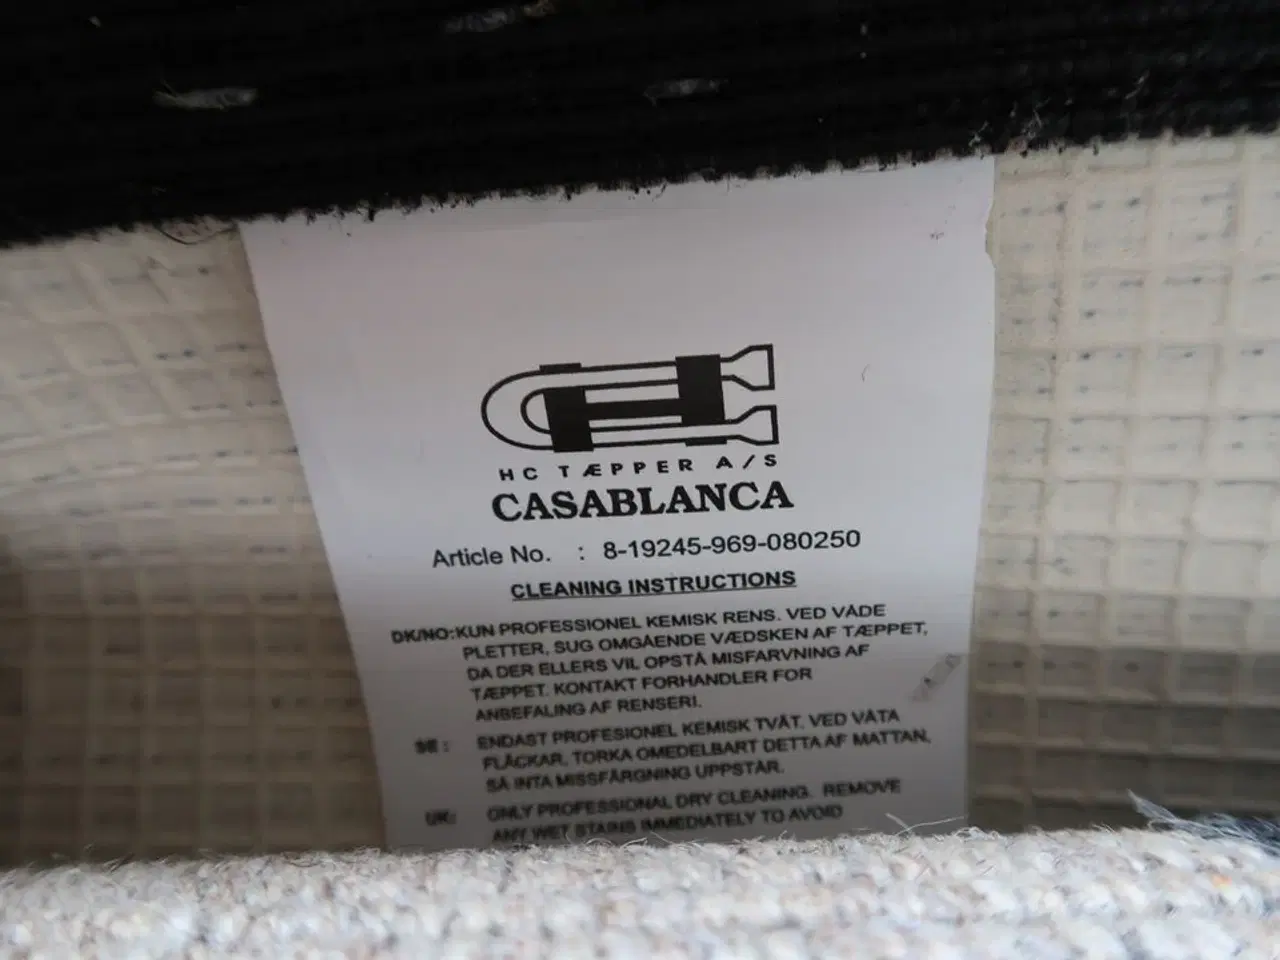 HC TÆPPER A/S
CASABLANCA
Article No. : 8-19245-969-080250
CLEANING INSTRUCTIONS
DK/NO: KUN PROFESSIONEL KEMISK RENS. VED VÅDE
PLETTER, SUG OMGÅENDE VÆDSKEN AF TÆPPET,
DA DER ELLERS VIL OPSTÅ MISFARVNING AF
TÆPPET. KONTAKT FORHANDLER FOR
ANBEFALING AF RENSERI.
SE: ENDAST PROFESIONEL KEMISK TVÄT. VED VÄTA
FLÄCKAR, TORKA OMEDELBART DETTA AF MATTAN,
SÅ INTA MISSFÄRGNING UPPSTÅR.
UK: ONLY PROFESSIONAL DRY CLEANING. REMOVE
ANY WET STAINS IMMEDIATELY TO AVOID